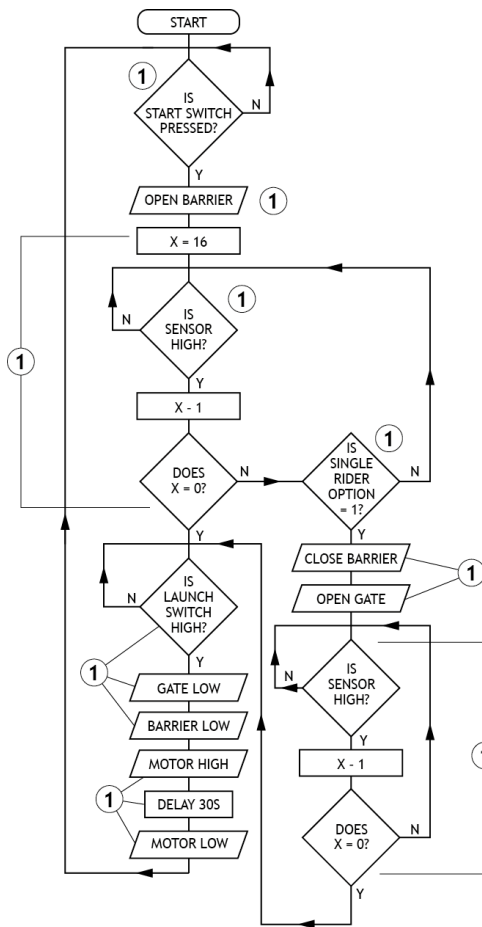 START
1
IS
START SWITCH
PRESSED?
N
Y
OPEN BARRIER
1
X = 16
1
IS
SENSOR
HIGH?
N
Y
1
X - 1
DOES
X = 0?
N
Y
1
IS
SINGLE
RIDER
OPTION
= 1?
N
Y
CLOSE BARRIER
OPEN GATE
1
IS
LAUNCH
SWITCH
HIGH?
N
Y
1
GATE LOW
BARRIER LOW
MOTOR HIGH
1
DELAY 30S
MOTOR LOW
IS
SENSOR
HIGH?
N
Y
X - 1
DOES
X = 0?
N
Y